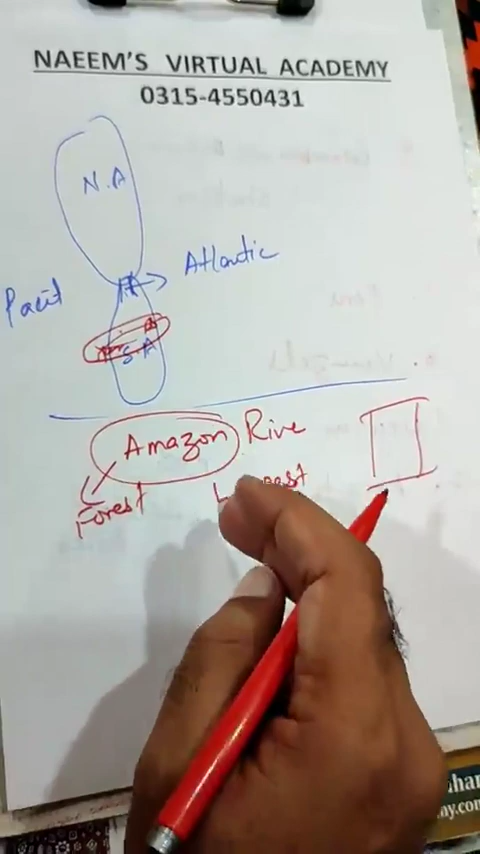 NAEEM'S VIRTUAL ACADEMY
0315-4550431
N.A
Atlantic
Pacit
S.A
Amazon Rive
Forest